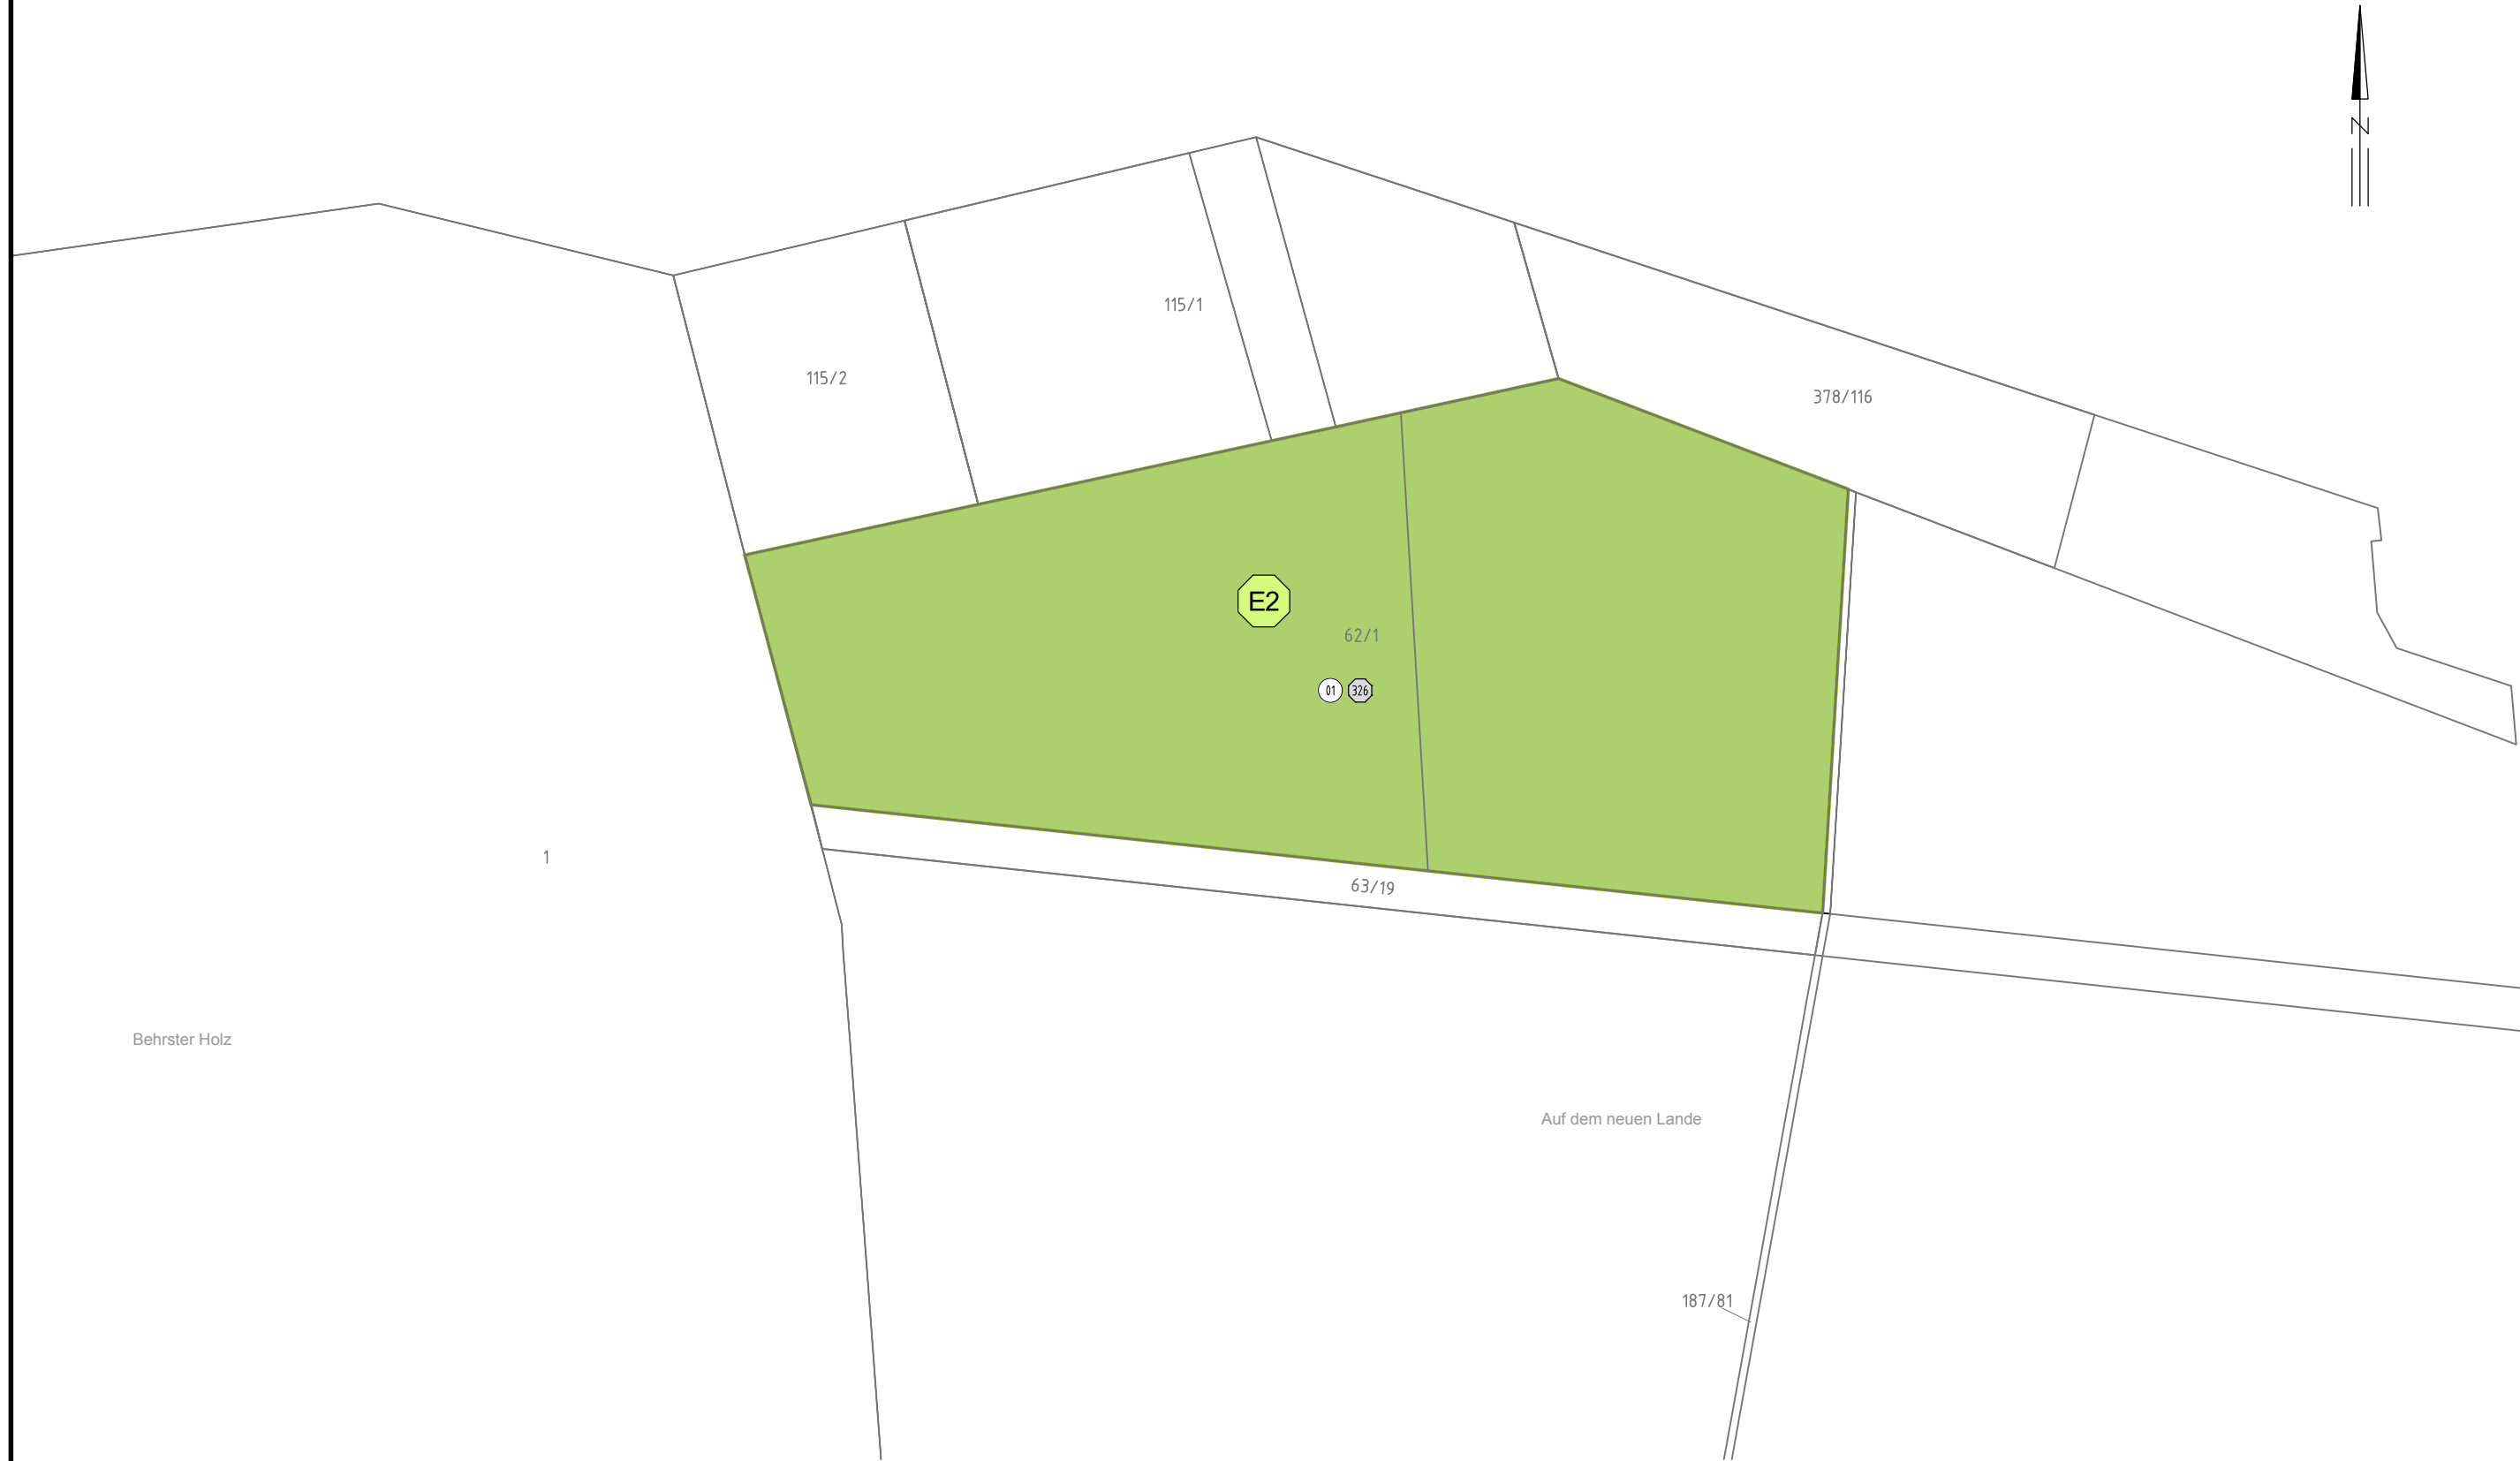 N
115/1
115/2
378/116
E2
62/1
01 326
1
63/19
Behrster Holz
Auf dem neuen Lande
187/81